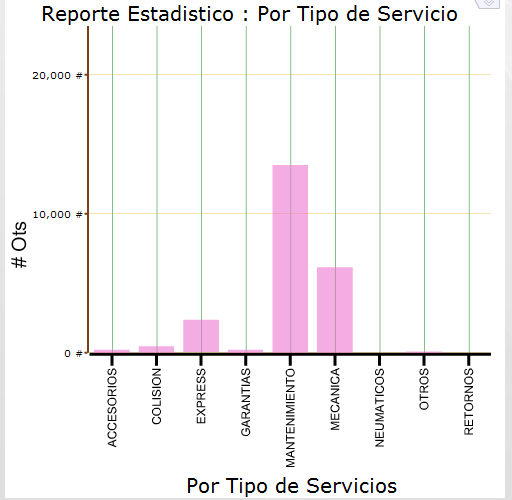 Reporte Estadistico : Por Tipo de Servicio
20,000 #
10,000 #
0 #
# Ots
ACCESORIOS
COLISION
EXPRESS
GARANTIAS
MANTENIMIENTO
MECANICA
NEUMATICOS
OTROS
RETORNOS
Por Tipo de Servicios